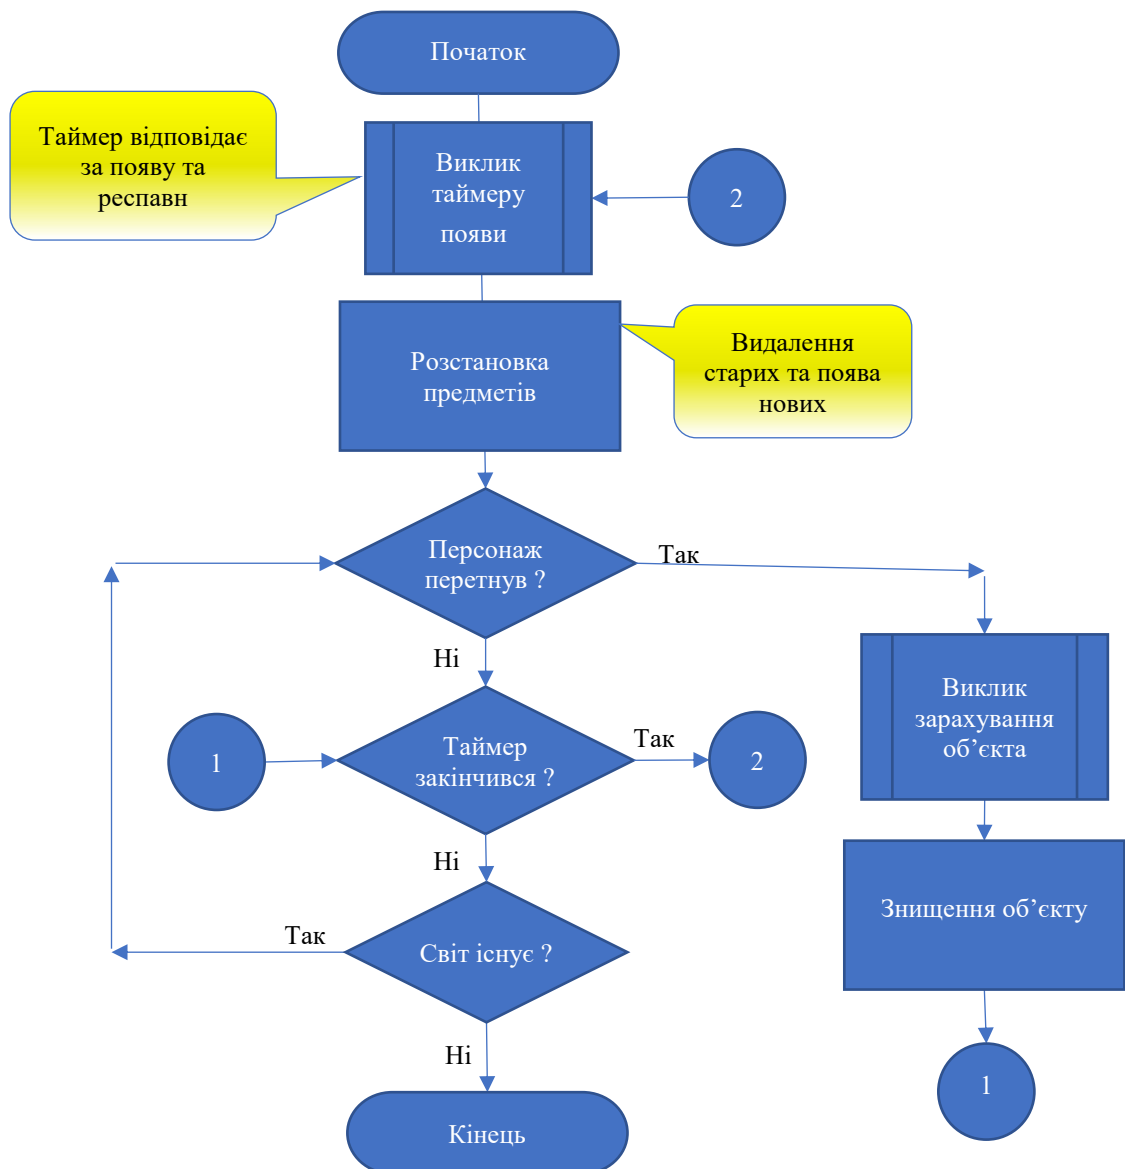 Початок
Таймер відповідає
за появу та
респавн
Виклик
таймеру
появи
2
Розстановка
предметів
Видалення
старих та поява
нових
Персонаж
перетнув ?
Так
Ні
Виклик
зарахування
об’єкта
1
Таймер
закінчився ?
Так
2
Ні
Знищення об’єкту
Так
Світ існує ?
Ні
1
Кінець